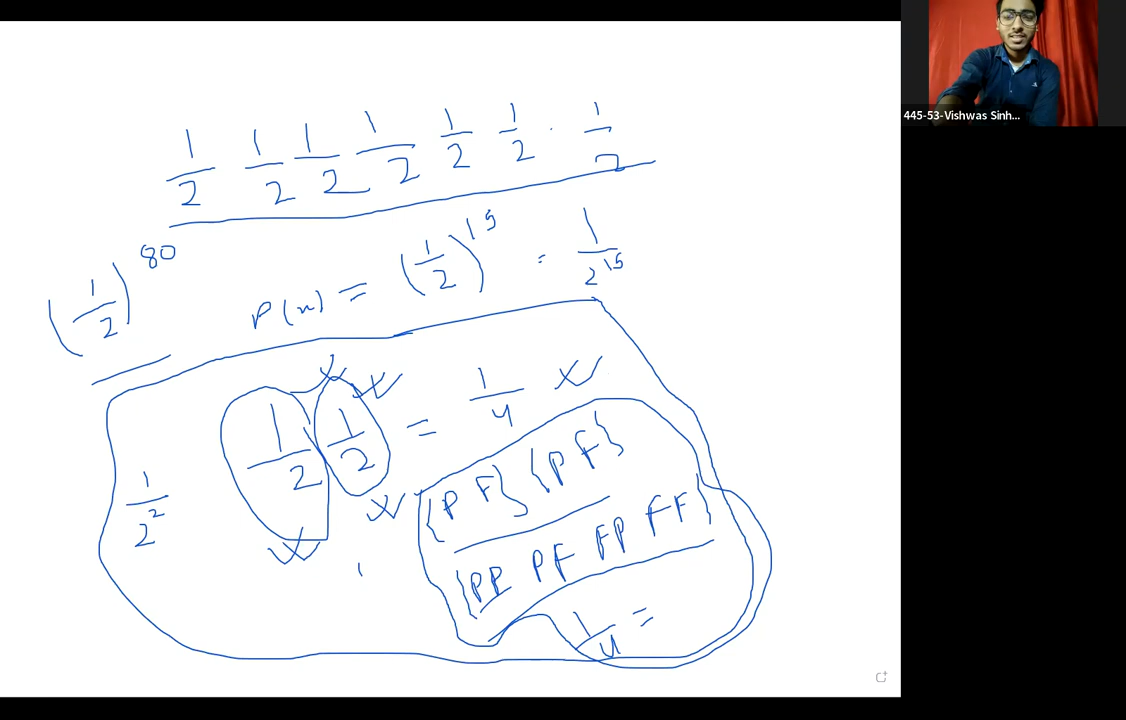 1/2 1/2 1/2 1/2 1/2 1/2 . 1/2
(1/2)^80
P(n) = (1/2)^15 = 1/2^15
1/2 1/2 = 1/4
1/2^2
{P F} {P F}
{PP PF FP FF}
1/4 =
445-53-Vishwas Sinh...